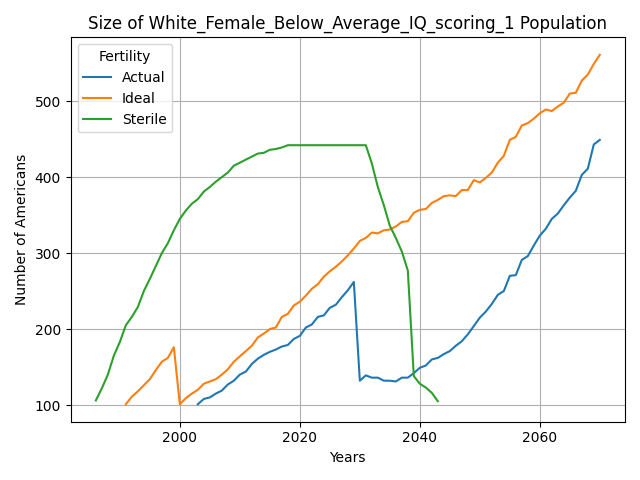 Size of White_Female_Below_Average_IQ_scoring_1 Population
Fertility
Actual
Ideal
Sterile
Number of Americans
500
400
300
200
100
2000
2020
2040
2060
Years